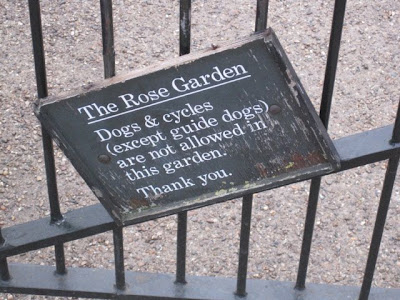 The Rose Garden
Dogs & cycles
(except guide dogs)
are not allowed in
this garden.
Thank you.